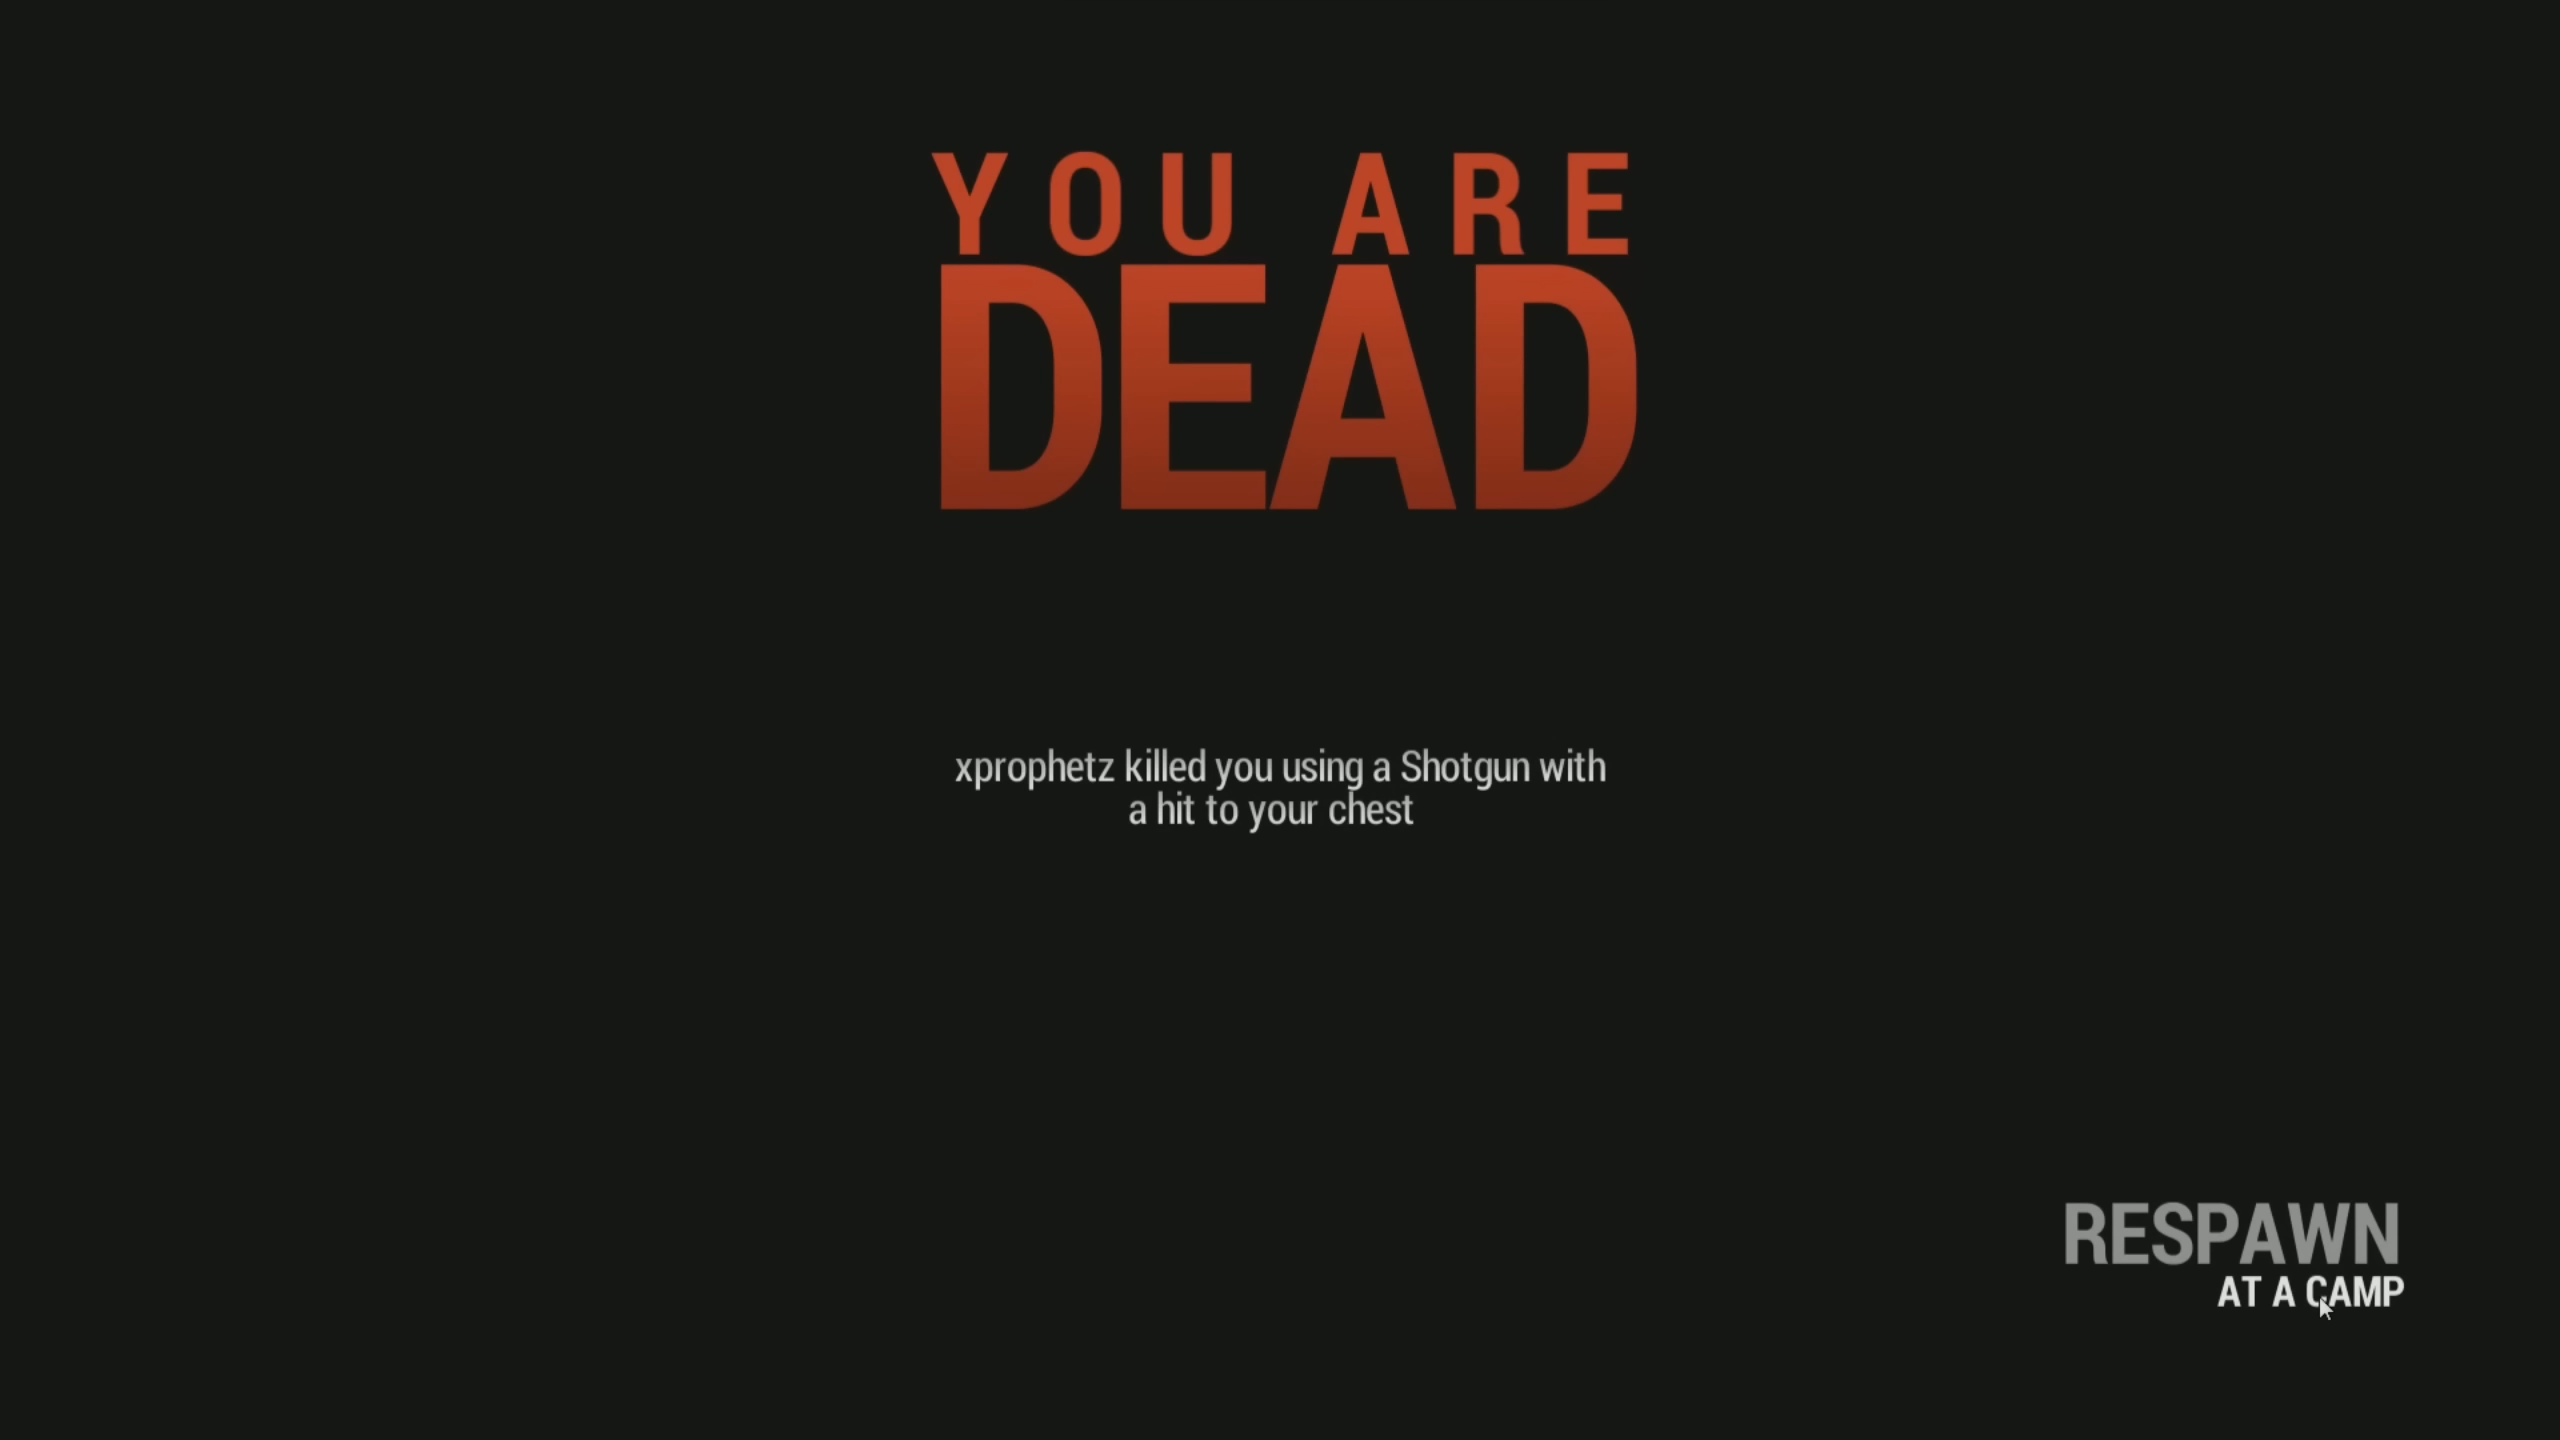 YOU ARE
DEAD
xprophetz killed you using a Shotgun with
a hit to your chest
RESPAWN
AT A CAMP